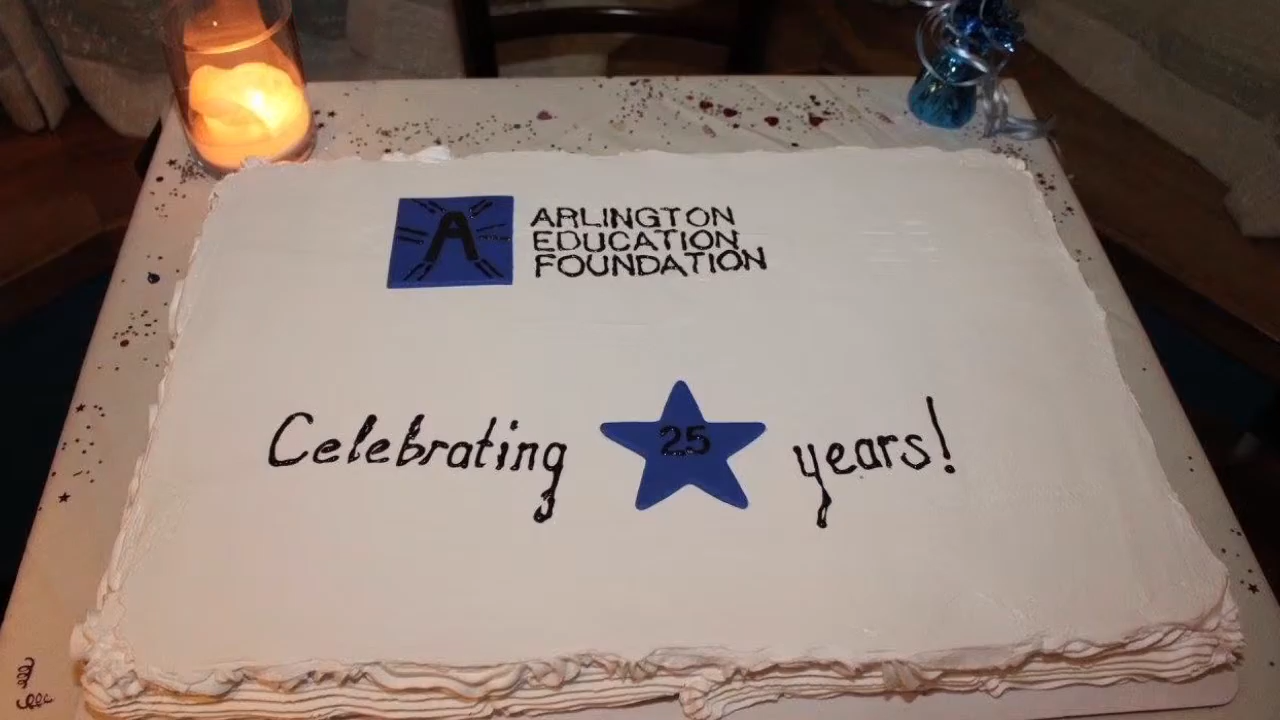 A
ARLINGTON
EDUCATION
FOUNDATION
Celebrating 25 years!